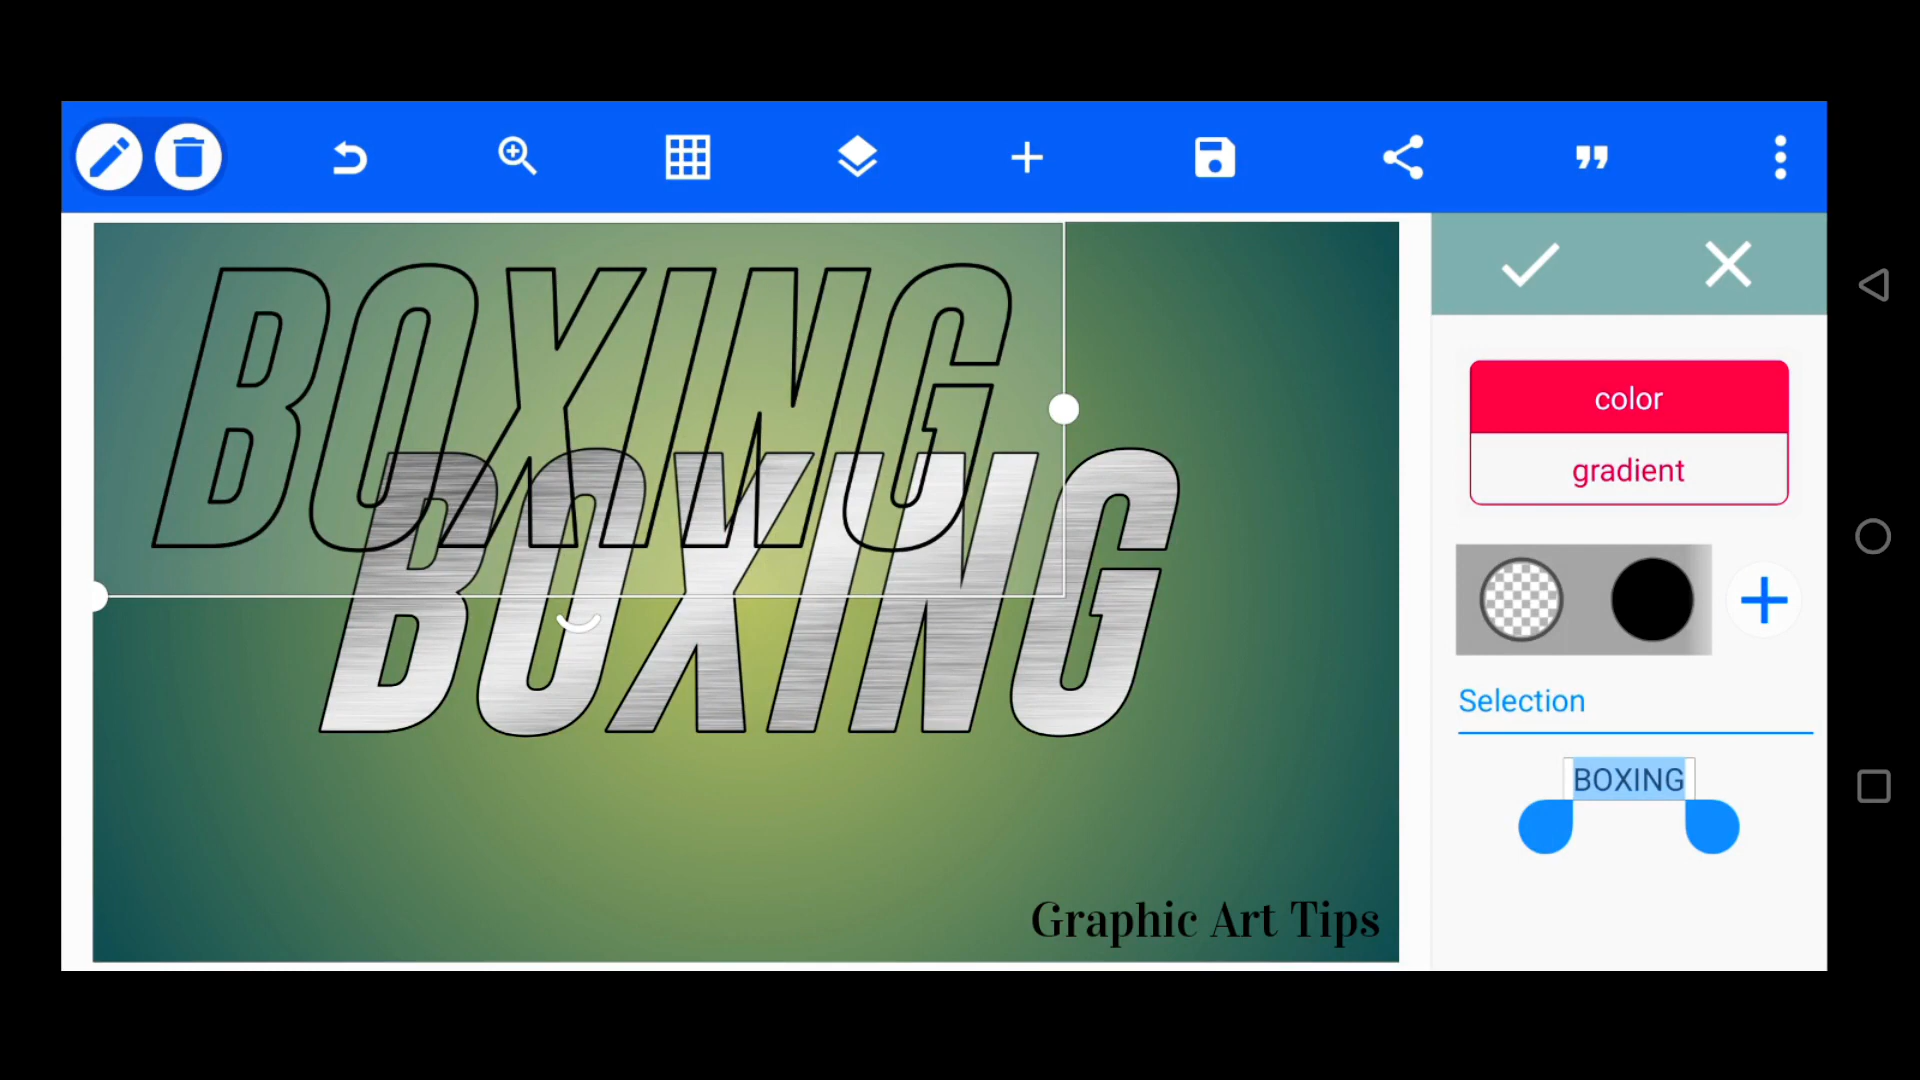 BOXING
BOXING
Graphic Art Tips
color
gradient
Selection
BOXING